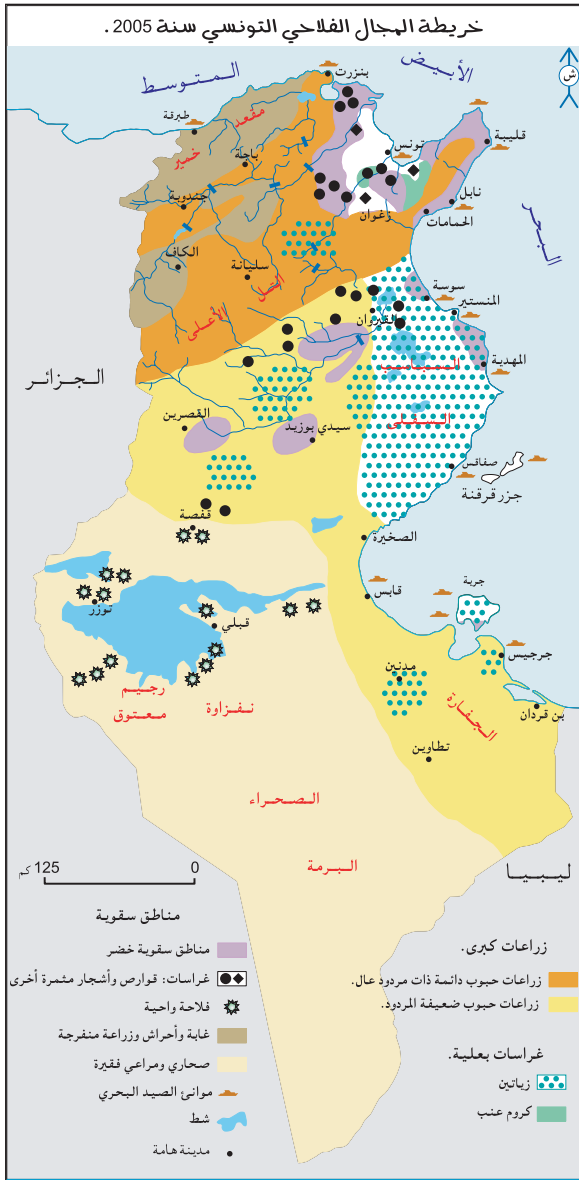 خريطة المجال الفلاحي التونسي سنة 2005 .
الأبيض
المتوسط
البحر
ش
بنزرت
طبرقة
مقعد
خمير
باجة
تونس
قليبية
جندوبة
زغوان
نابل
الحمامات
الكاف
سليانة
التل
الأعلى
سوسة
المنستير
القيروان
المهدية
السباسب
السفلى
الجزائر
القصرين
سيدي بوزيد
صفاقس
جزر قرقنة
قفصة
الصخيرة
توزر
قبلي
قابس
جربة
جرجيس
مدنين
رجيم
معتوق
نفزاوة
الجفارة
بن قردان
تطاوين
الصحراء
البرمة
ليبيا
125 كم
0
مناطق سقوية
مناطق سقوية خضر
غراسات: قوارص وأشجار مثمرة أخرى
فلاحة واحية
غابة وأحراش وزراعة منفرجة
صحاري ومراعي فقيرة
موانئ الصيد البحري
شط
مدينة هامة
زراعات كبرى.
زراعات حبوب دائمة ذات مردود عال.
زراعات حبوب ضعيفة المردود.
غراسات بعلية.
زياتين
كروم عنب